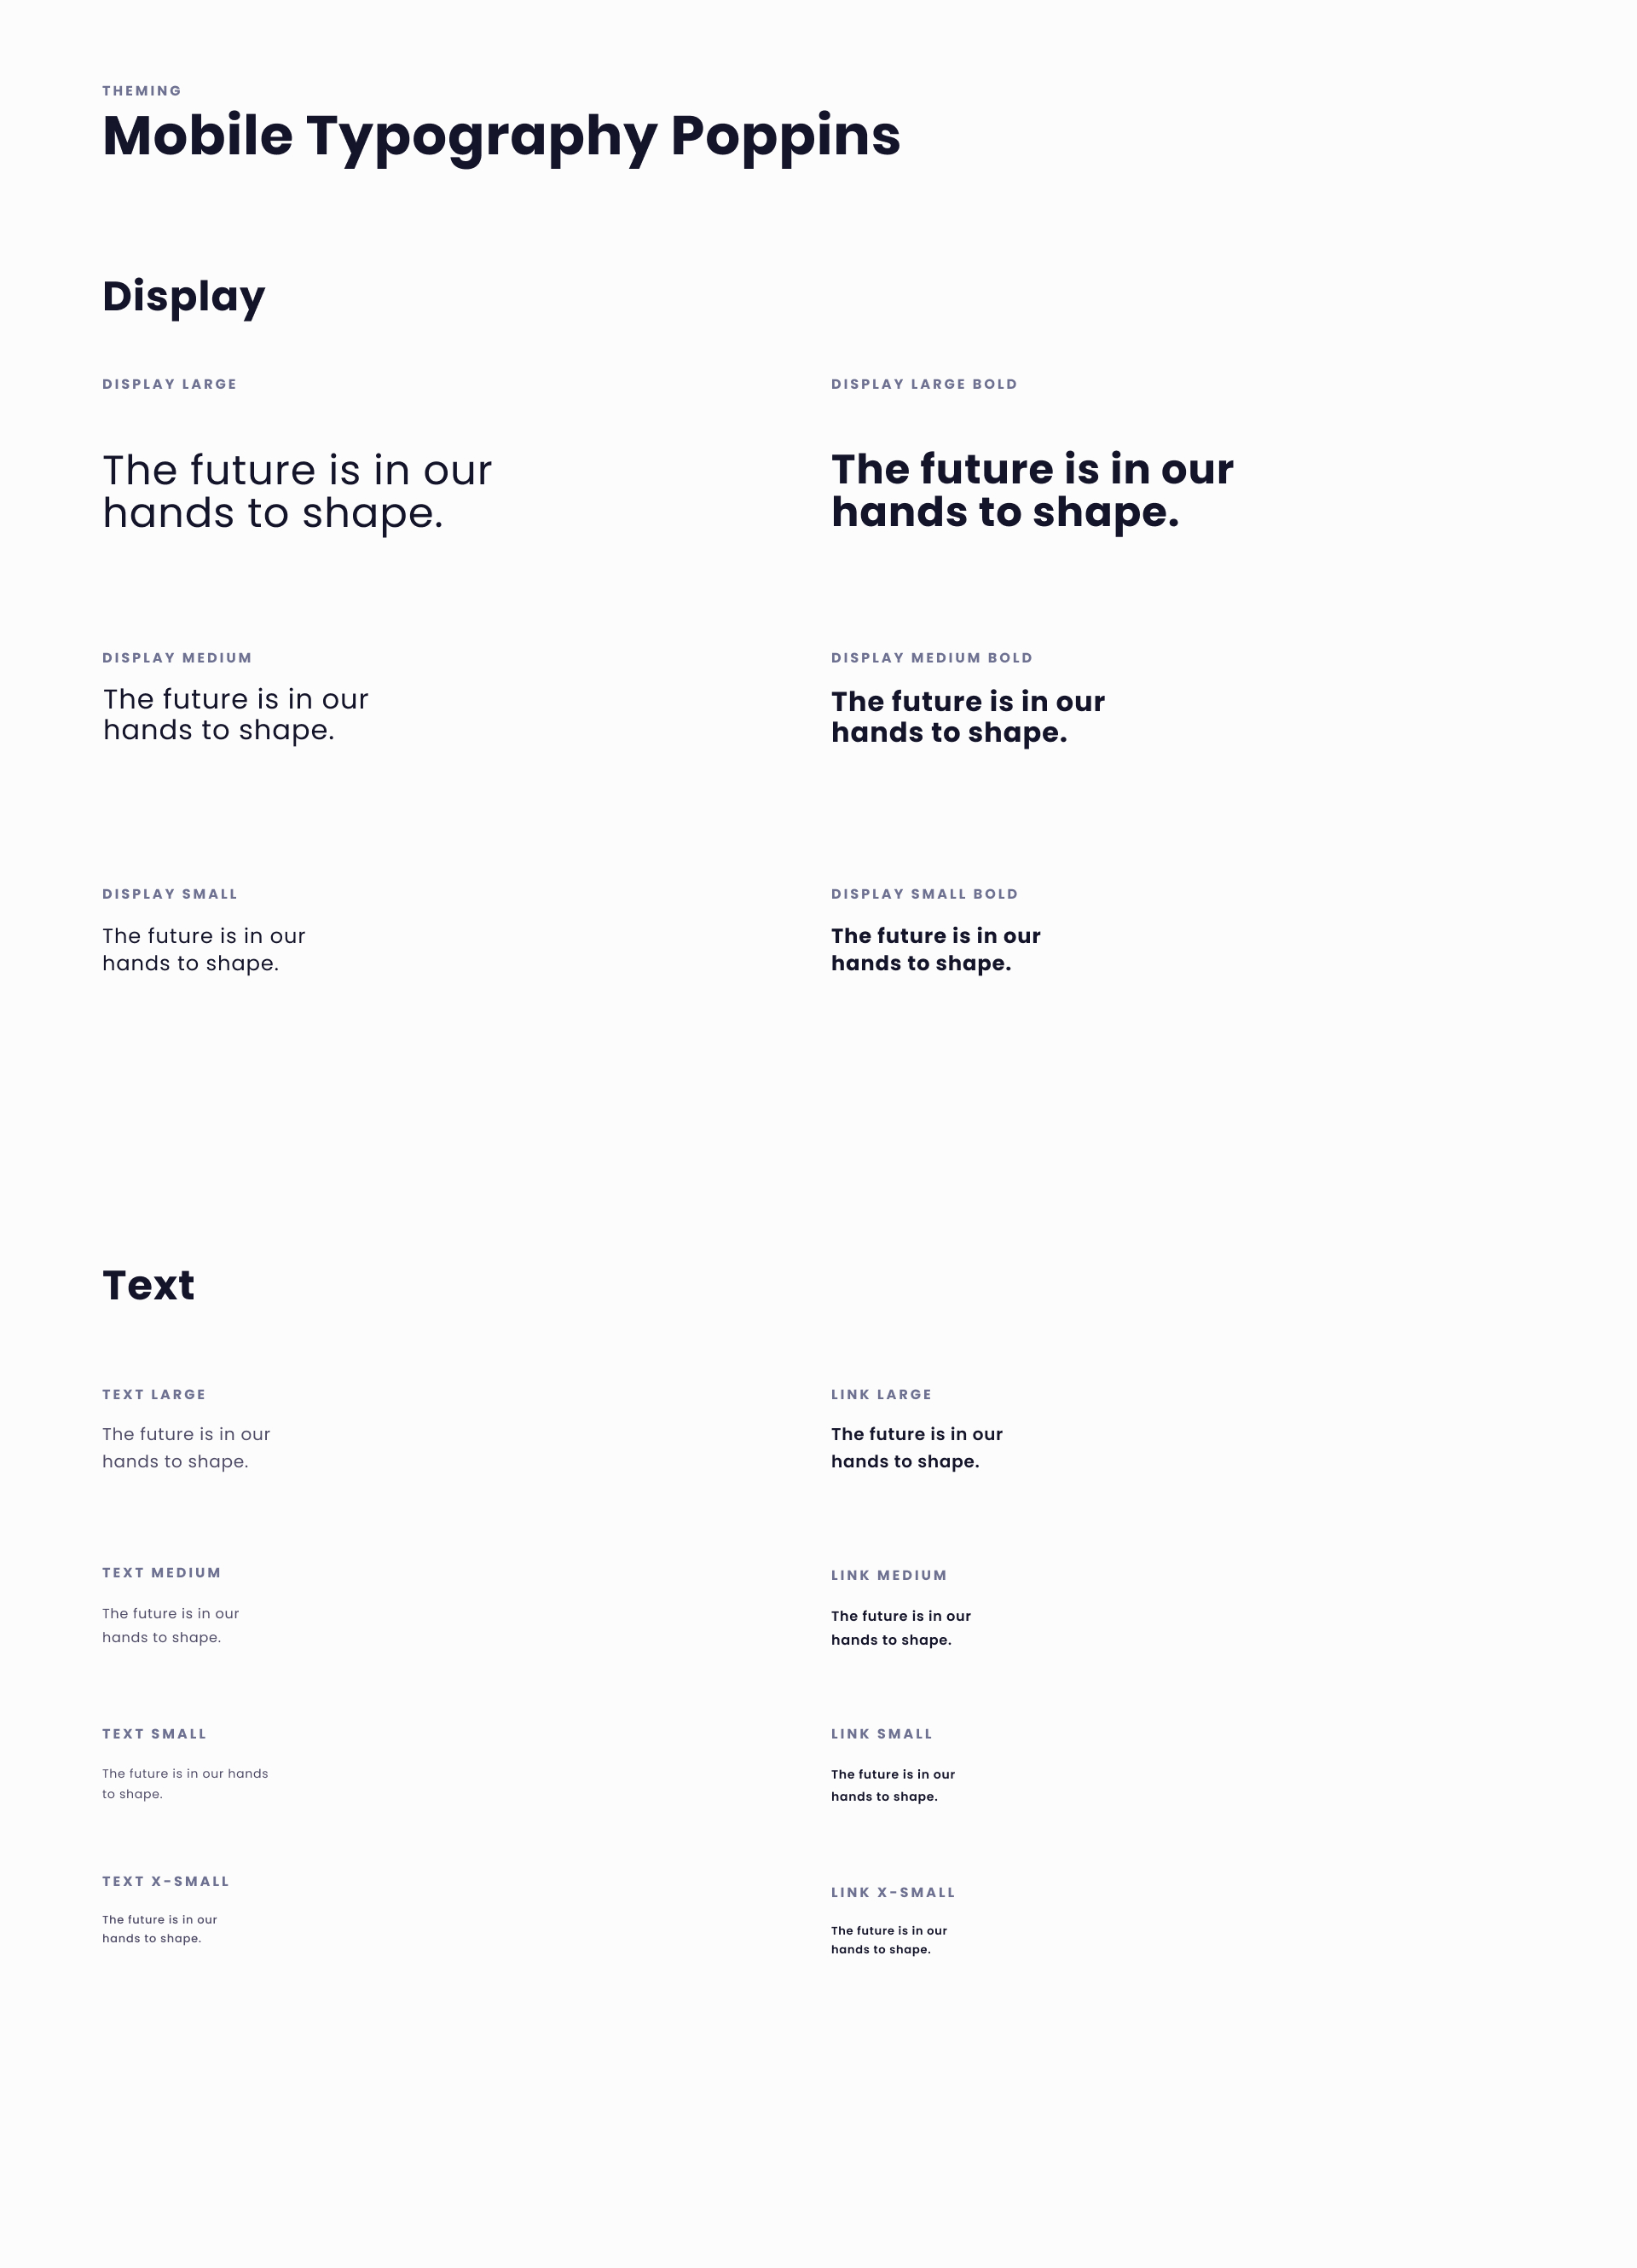 THEMING
Mobile Typography Poppins
Display
DISPLAY LARGE
The future is in our
hands to shape.
DISPLAY LARGE BOLD
The future is in our
hands to shape.
DISPLAY MEDIUM
The future is in our
hands to shape.
DISPLAY MEDIUM BOLD
The future is in our
hands to shape.
DISPLAY SMALL
The future is in our
hands to shape.
DISPLAY SMALL BOLD
The future is in our
hands to shape.
Text
TEXT LARGE
The future is in our
hands to shape.
LINK LARGE
The future is in our
hands to shape.
TEXT MEDIUM
The future is in our
hands to shape.
LINK MEDIUM
The future is in our
hands to shape.
TEXT SMALL
The future is in our hands
to shape.
LINK SMALL
The future is in our
hands to shape.
TEXT X-SMALL
The future is in our
hands to shape.
LINK X-SMALL
The future is in our
hands to shape.